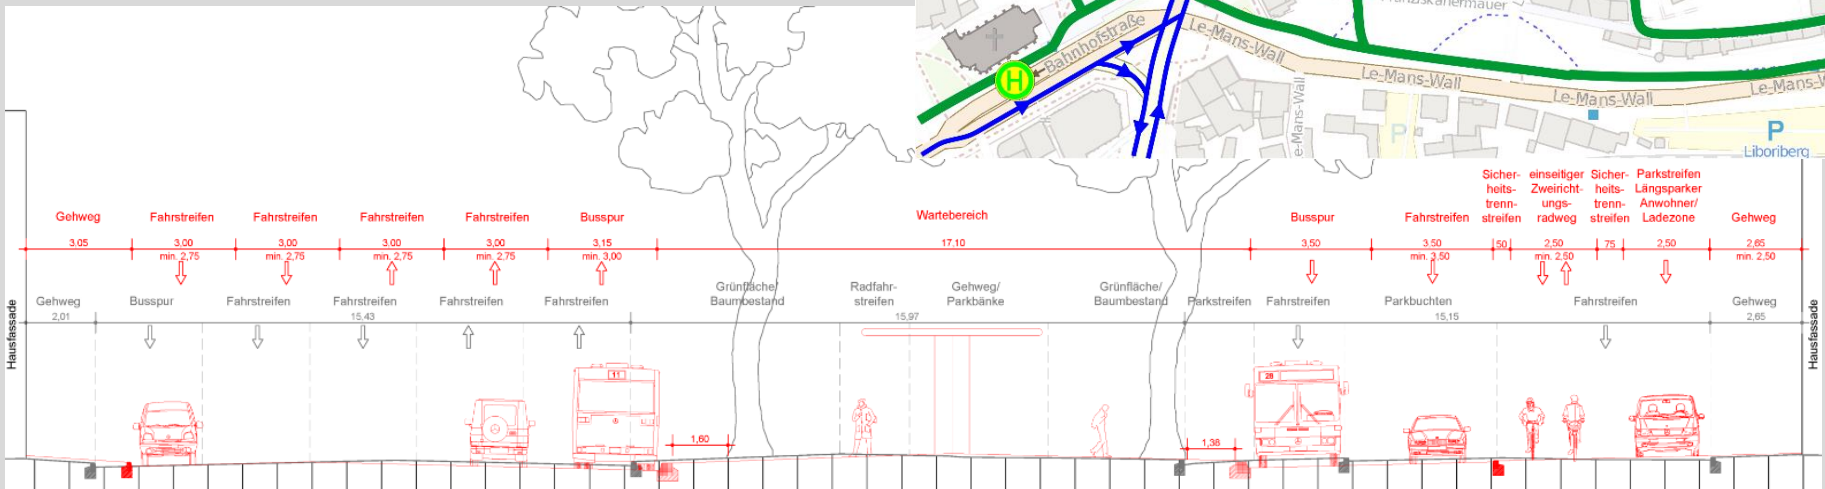 Franziskanermauer
Bahnhofstraße
Le-Mans-Wall
Le-Mans-Wall
Le-Mans-Wall
Le-Mans-W
e-Mans-Wall
H
P
P
Liboriberg
Gehweg
Fahrstreifen
Fahrstreifen
Fahrstreifen
Fahrstreifen
Busspur
Wartebereich
Busspur
Fahrstreifen
Sicher-
heits-
trenn-
streifen
einseitiger
Zweiricht-
ungs-
radweg
Sicher-
heits-
trenn-
streifen
Parkstreifen
Längsparker
Anwohner/
Ladezone
Gehweg
3,05
3,00
3,00
3,00
3,00
3,15
17,10
3,50
3,50
50
2,50
75
2,50
2,65
min. 2,75
min. 2,75
min. 2,75
min. 2,75
min. 3,00
min. 3,50
min. 2,50
min. 2,50
Gehweg
Busspur
Fahrstreifen
Fahrstreifen
Fahrstreifen
Fahrstreifen
Grünfläche/
Baumbestand
Radfahr-
streifen
Gehweg/
Parkbänke
Grünfläche/
Baumbestand
Parkstreifen
Fahrstreifen
Parkbuchten
Fahrstreifen
Gehweg
2,01
15,43
15,97
15,15
2,65
Hausfassade
Hausfassade
11
28
1,60
1,38